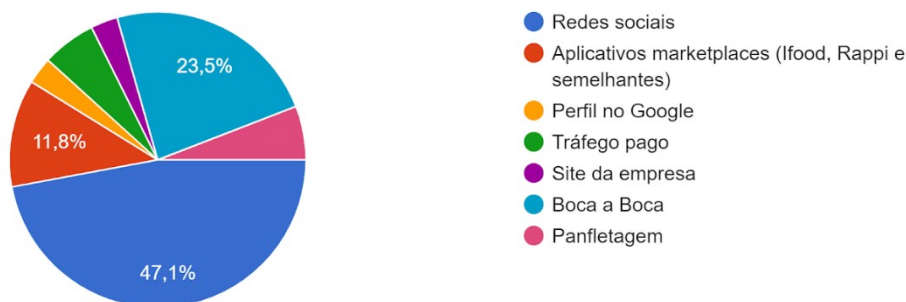 23,5%
11,8%
47,1%
Redes sociais
Aplicativos marketplaces (Ifood, Rappi e
semelhantes)
Perfil no Google
Tráfego pago
Site da empresa
Boca a Boca
Panfletagem